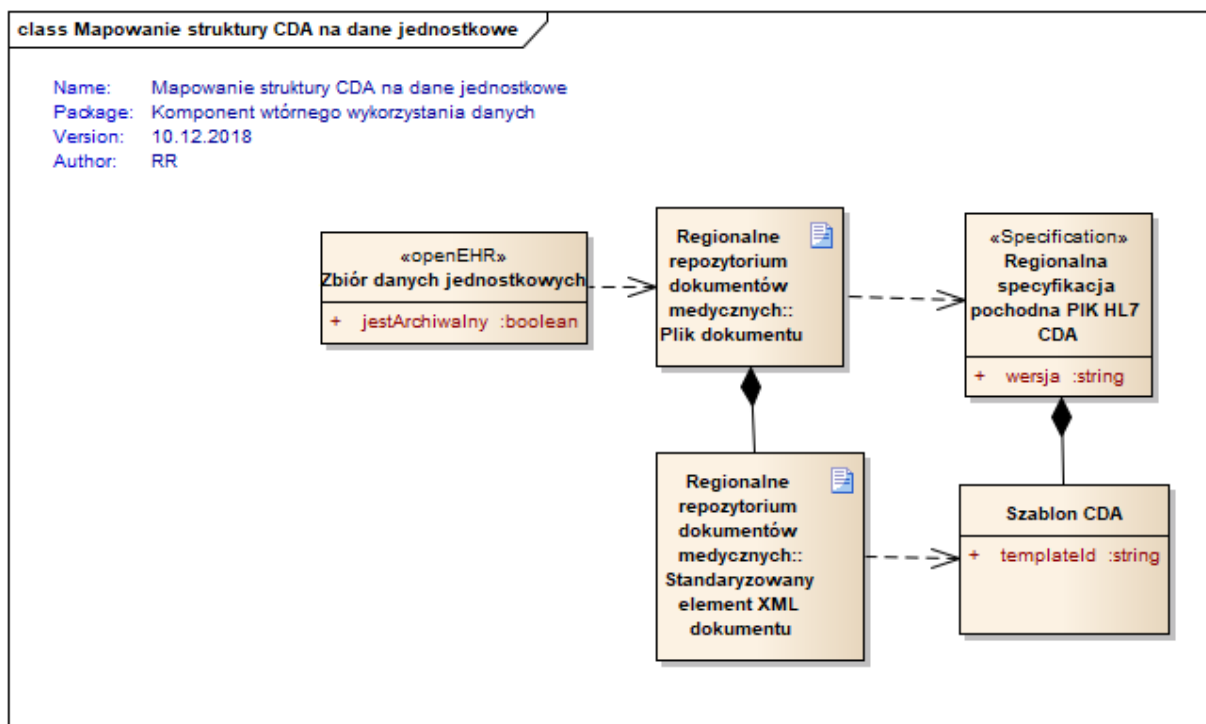 class Mapowanie struktury CDA na dane jednostkowe
Name: Mapowanie struktury CDA na dane jednostkowe
Package: Komponent wtórnego wykorzystania danych
Version: 10.12.2018
Author: RR
«openEHR»
Zbiór danych jednostkowych
+ jestArchiwalny :boolean
Regionalne
repozytorium
dokumentów
medycznych::
Plik dokumentu
«Specification»
Regionalna
specyfikacja
pochodna PIK HL7
CDA
+ wersja :string
Regionalne
repozytorium
dokumentów
medycznych::
Standaryzowany
element XML
dokumentu
Szablon CDA
+ templateId :string